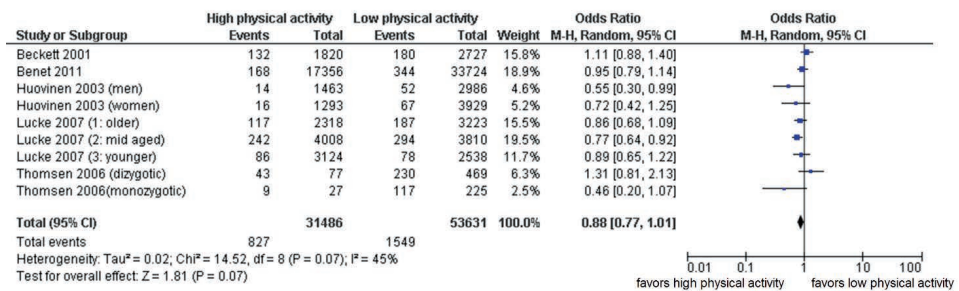 High physical activity Low physical activity Odds Ratio Odds Ratio
Study or Subgroup Events Total Events Total Weight M-H, Random, 95% CI M-H, Random, 95% CI
Beckett 2001 132 1820 180 2727 15.8% 1.11 [0.88, 1.40]
Benet 2011 168 17356 344 33724 18.9% 0.95 [0.79, 1.14]
Huovinen 2003 (men) 14 1463 52 2986 4.6% 0.55 [0.30, 0.99]
Huovinen 2003 (women) 16 1293 67 3929 4.9% 0.72 [0.42, 1.25]
Lucke 2007 (1: older) 117 2318 187 3223 15.5% 0.86 [0.68, 1.09]
Lucke 2007 (2: mid aged) 242 4008 294 3810 19.8% 0.77 [0.64, 0.92]
Lucke 2007 (3: younger) 86 3124 78 2538 11.7% 0.89 [0.65, 1.22]
Thomsen 2006 (dizygotic) 43 77 230 469 6.3% 1.31 [0.81, 2.13]
Thomsen 2006(monozygotic) 9 27 117 225 2.5% 0.46 [0.20, 1.07]
Total (95% CI) 31486 53631 100.0% 0.88 [0.77, 1.01]
Total events 827 1549
Heterogeneity: Tau² = 0.02; Chi² = 14.52, df = 8 (P = 0.07); I² = 45%
Test for overall effect: Z = 1.81 (P = 0.07)
0.01 0.1 1 10 100
favors high physical activity favors low physical activity